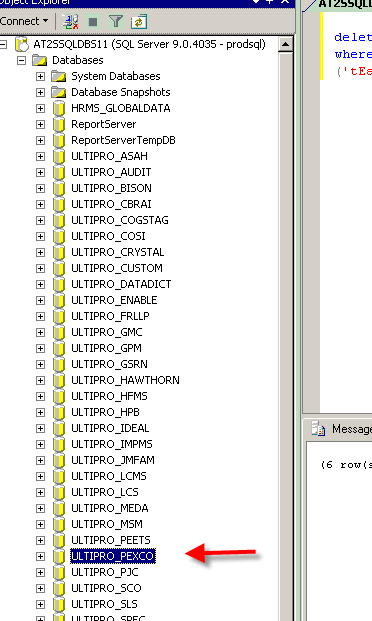 Object Explorer
Connect
AT2SSQLDBS11 (SQL Server 9.0.4035 - prodsql)
Databases
System Databases
Database Snapshots
HRMS_GLOBALDATA
ReportServer
ReportServerTempDB
ULTIPRO_ASAH
ULTIPRO_AUDIT
ULTIPRO_BISON
ULTIPRO_CBRAI
ULTIPRO_COGSTAG
ULTIPRO_COSI
ULTIPRO_CRYSTAL
ULTIPRO_CUSTOM
ULTIPRO_DATADICT
ULTIPRO_ENABLE
ULTIPRO_FRLLP
ULTIPRO_GMC
ULTIPRO_GPM
ULTIPRO_GSRN
ULTIPRO_HAWTHORN
ULTIPRO_HFMS
ULTIPRO_HPB
ULTIPRO_IDEAL
ULTIPRO_IMPMS
ULTIPRO_JMFAM
ULTIPRO_LCMS
ULTIPRO_LCS
ULTIPRO_MEDA
ULTIPRO_MSM
ULTIPRO_PEETS
ULTIPRO_PEXCO
ULTIPRO_PJC
ULTIPRO_SCO
ULTIPRO_SLS
ULTIPRO_SPEC
AT2SSQLD
delet
where
('tEa
Message
(6 row(s